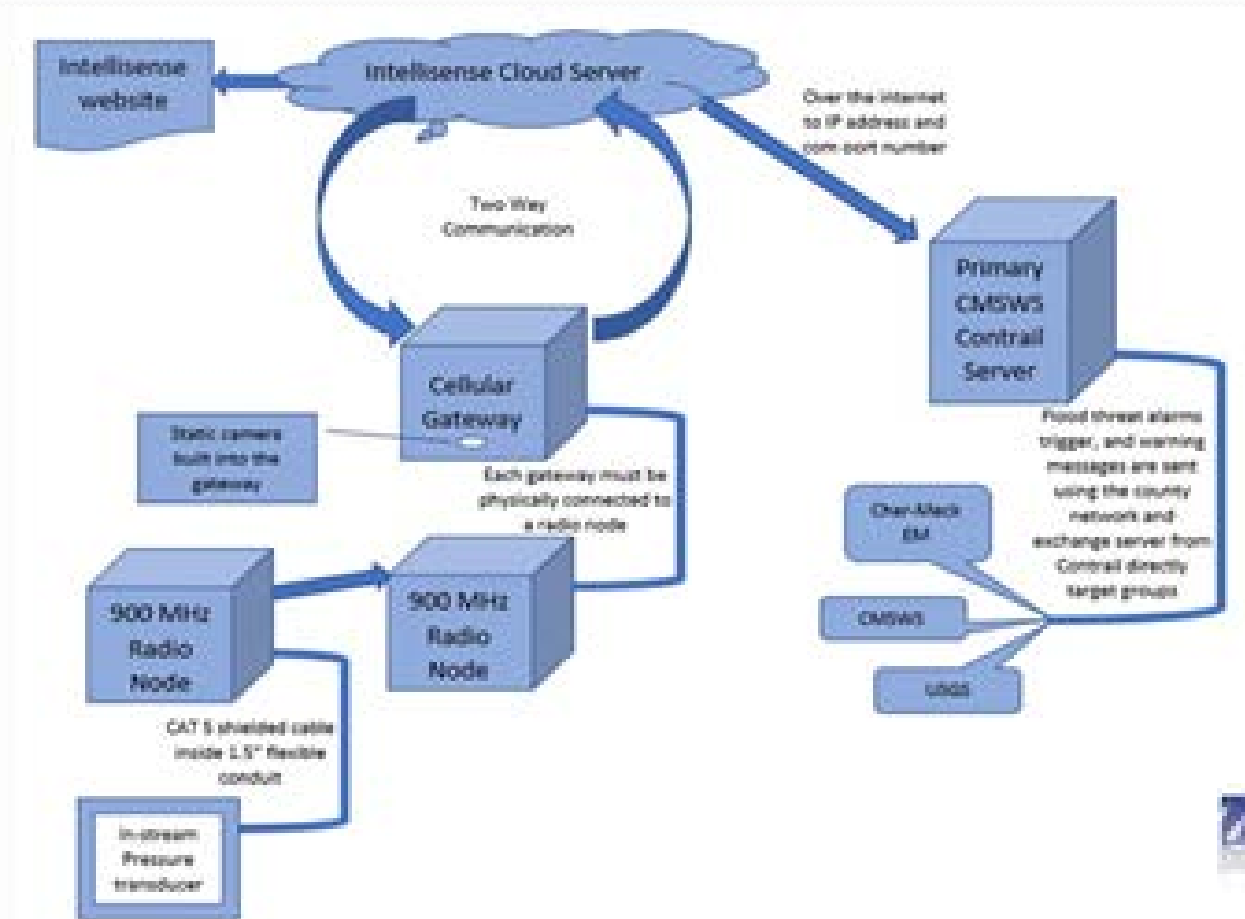 Intellisense
website
Intellisense Cloud Server
Over the internet
to IP address and
com port number
Two Way
Communication
Primary
CMSWS
Contrail
Server
Cellular
Gateway
Static camera
built into the
gateway
Each gateway must be
physically connected to
a radio node
Flood threat alarms
trigger, and warning
messages are sent
using the county
network and
exchange server from
Contrail directly
target groups
Char-Meck
EM
CMSWS
USGS
900 MHz
Radio
Node
900 MHz
Radio
Node
CAT 5 shielded cable
inside 1.5" flexible
conduit
In-stream
Pressure
transducer